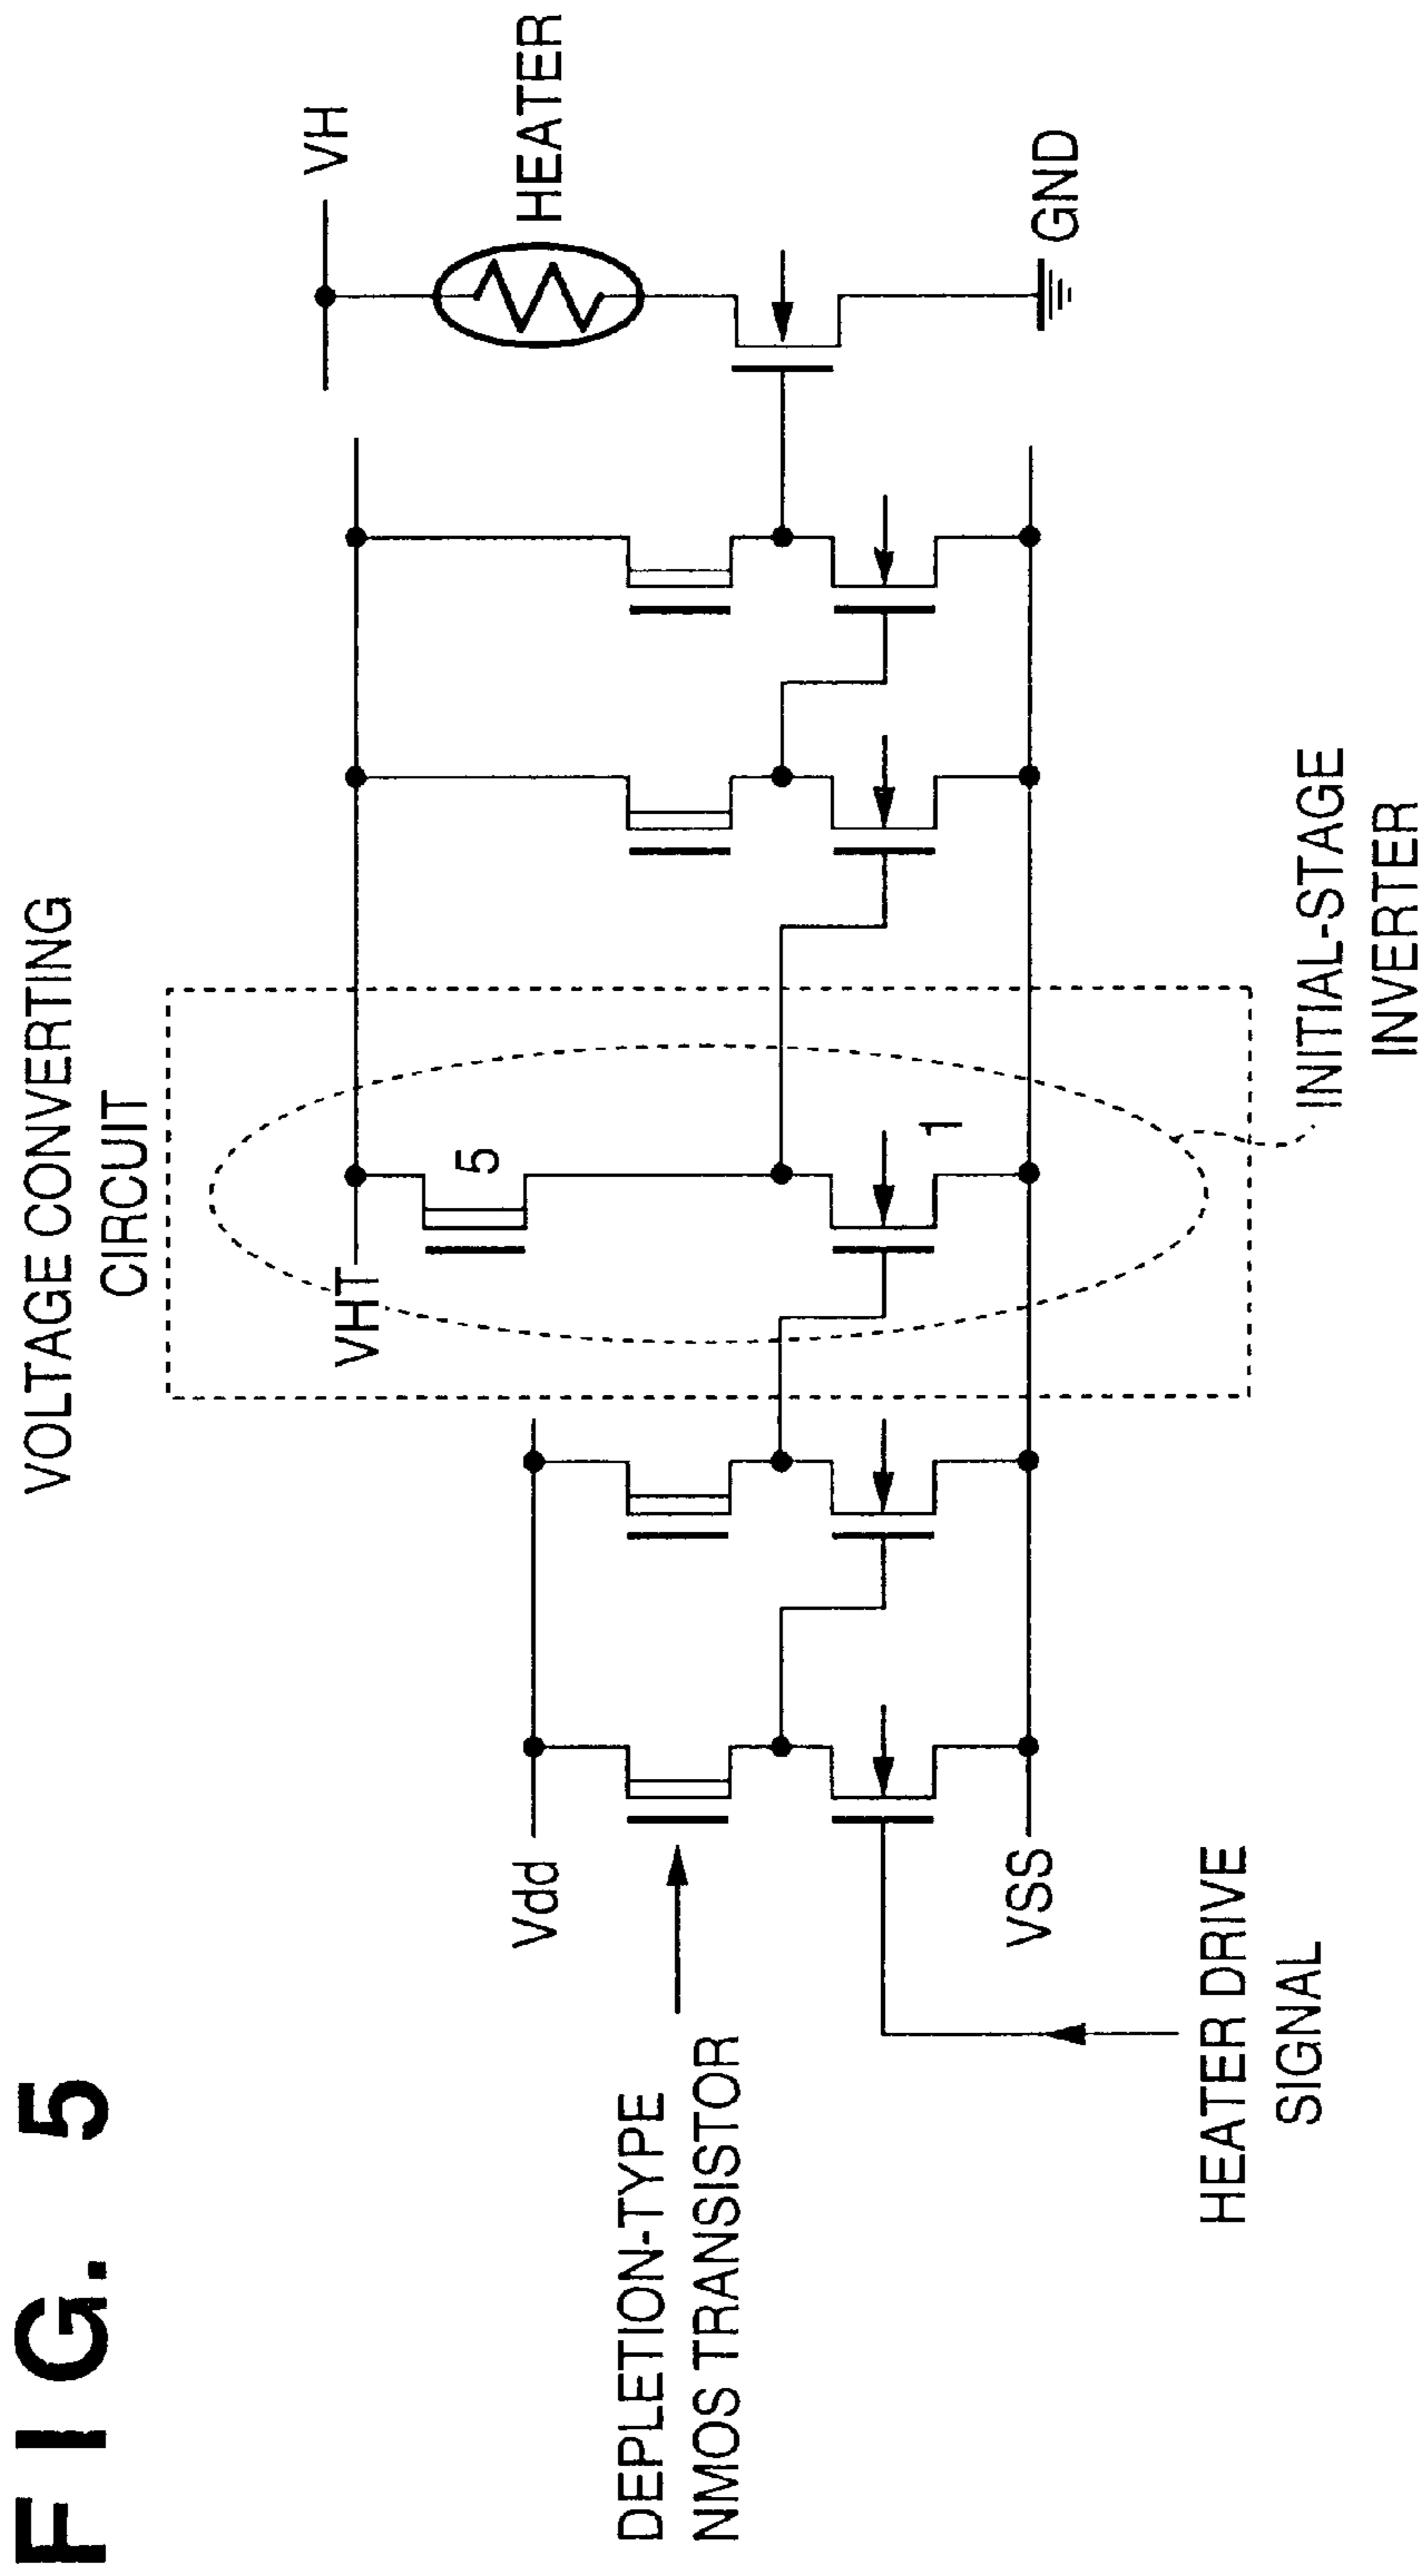 FIG. 5
VOLTAGE CONVERTING
CIRCUIT
VH
HEATER
VHT
5
Vdd
DEPLETION-TYPE
NMOS TRANSISTOR
1
VSS
GND
HEATER DRIVE
SIGNAL
INITIAL-STAGE
INVERTER